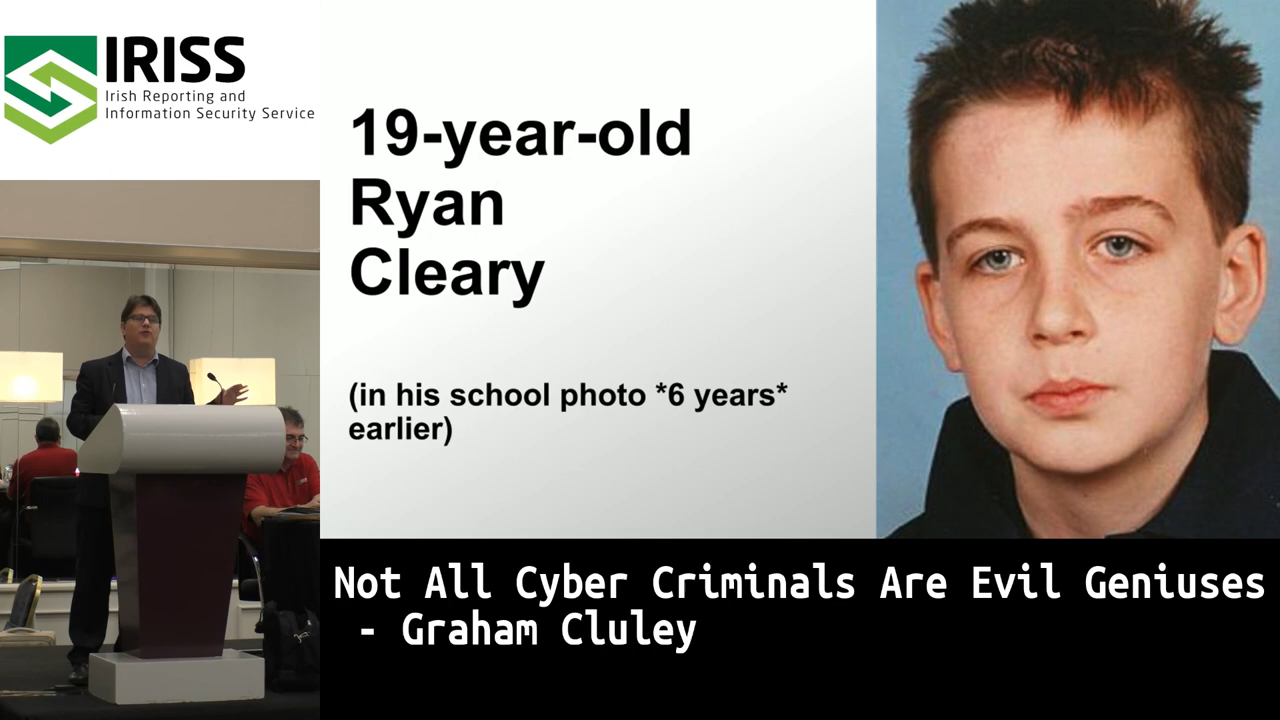 IRISS
Irish Reporting and
Information Security Service
19-year-old
Ryan
Cleary
(in his school photo *6 years*
earlier)
Not All Cyber Criminals Are Evil Geniuses
- Graham Cluley